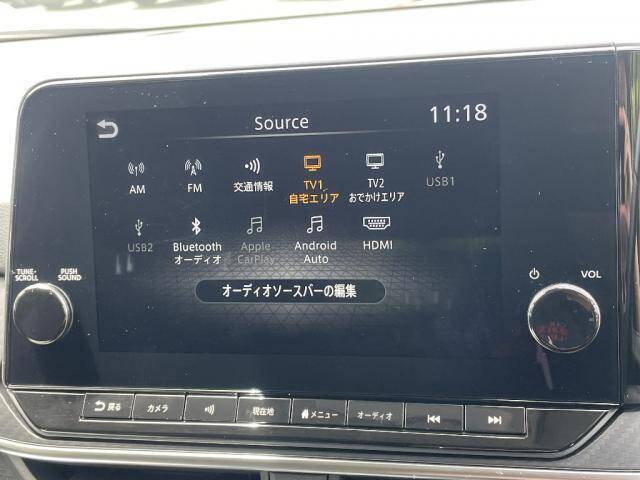 Source
11:18
AM
FM
交通情報
TV1
自宅エリア
TV2
おでかけエリア
USB1
USB2
Bluetooth
オーディオ
Apple
CarPlay
Android
Auto
HDMI
オーディオソースバーの編集
TUNE・
SCROLL
PUSH
SOUND
VOL
戻る
カメラ
現在地
メニュー
オーディオ